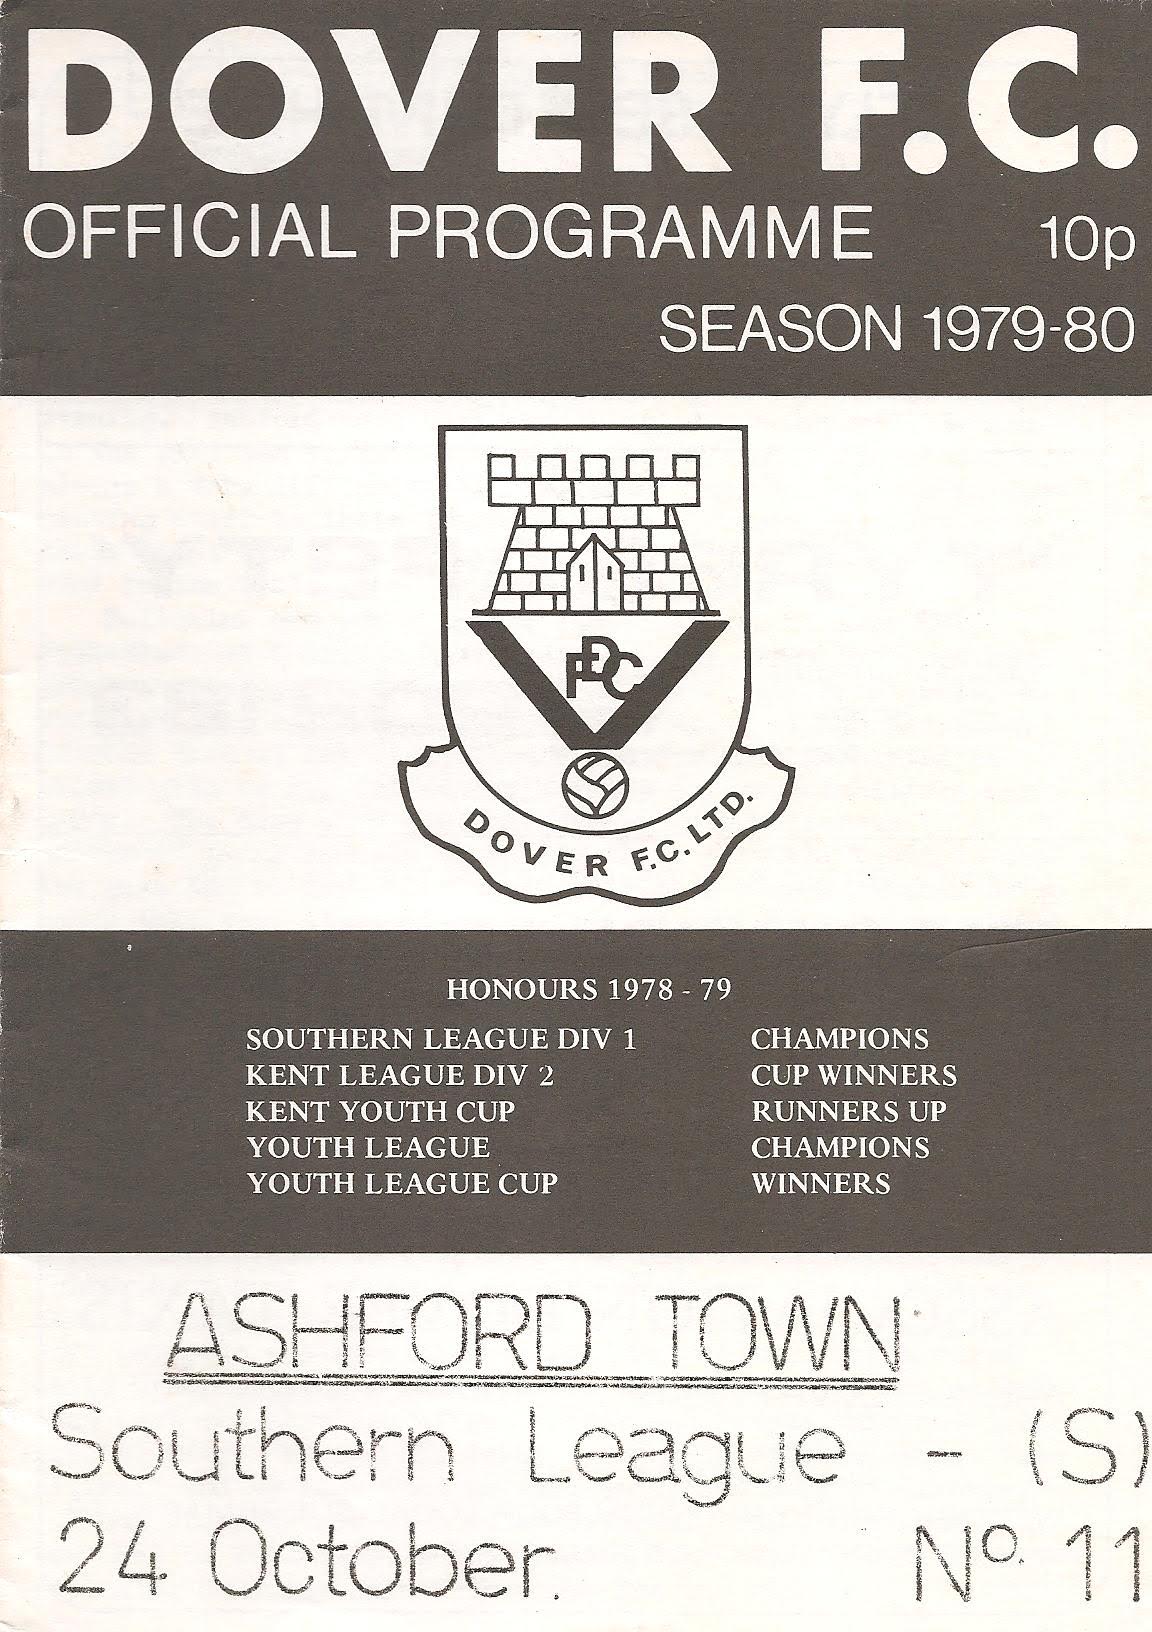 DOVER F.C.
OFFICIAL PROGRAMME 10p
SEASON 1979-80
FDC
DOVER F.C. LTD.
HONOURS 1978 - 79
SOUTHERN LEAGUE DIV 1 CHAMPIONS
KENT LEAGUE DIV 2 CUP WINNERS
KENT YOUTH CUP RUNNERS UP
YOUTH LEAGUE CHAMPIONS
YOUTH LEAGUE CUP WINNERS
ASHFORD TOWN
Southern League - (S)
24 October. Nº. 11